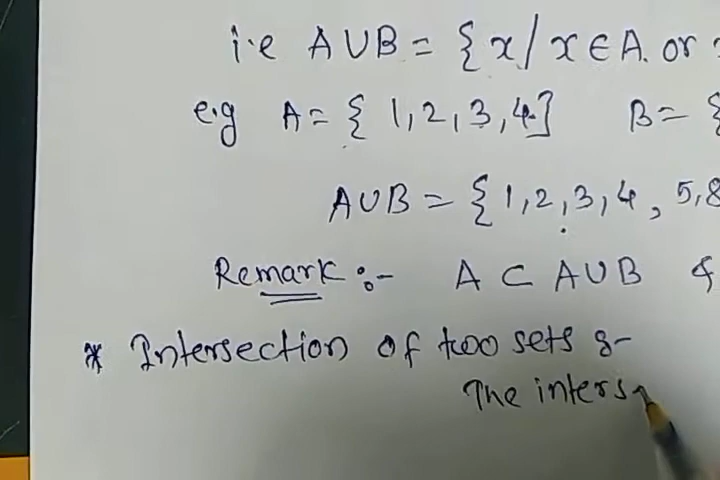 i.e A∪B = {x/x∈A. or
e.g A = {1,2,3,4} B = {
A∪B = {1,2,3,4,5,8
Remark :- A ⊂ A∪B &
* Intersection of two sets :-
The inters